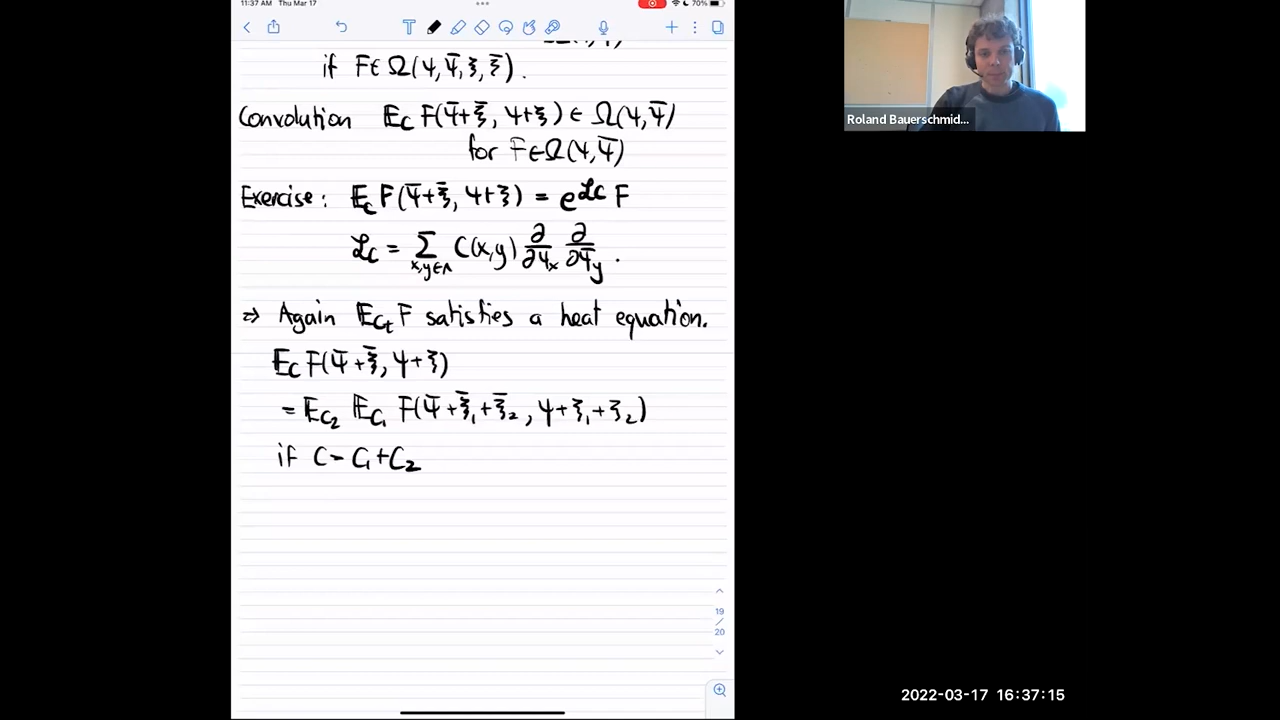 11:37 AM Thu Mar 17
70%
if F∈Ω(ψ,ψ̄,ξ,ξ̄).
Convolution 𝔼_C F(ψ̄+ξ̄, ψ+ξ) ∈ Ω(ψ,ψ̄)
for F∈Ω(ψ,ψ̄)
Exercise: 𝔼_C F(ψ̄+ξ̄, ψ+ξ) = e^{ℒ_C} F
ℒ_C = Σ_{x,y∈Λ} C(x,y) ∂/∂ψ_x ∂/∂ψ̄_y .
⇒ Again 𝔼_{C_t} F satisfies a heat equation.
𝔼_C F(ψ̄+ξ̄, ψ+ξ)
= 𝔼_{C_2} 𝔼_{C_1} F(ψ̄+ξ̄_1+ξ̄_2, ψ+ξ_1+ξ_2)
if C = C_1+C_2
19
/
20
Roland Bauerschmid...
2022-03-17 16:37:15